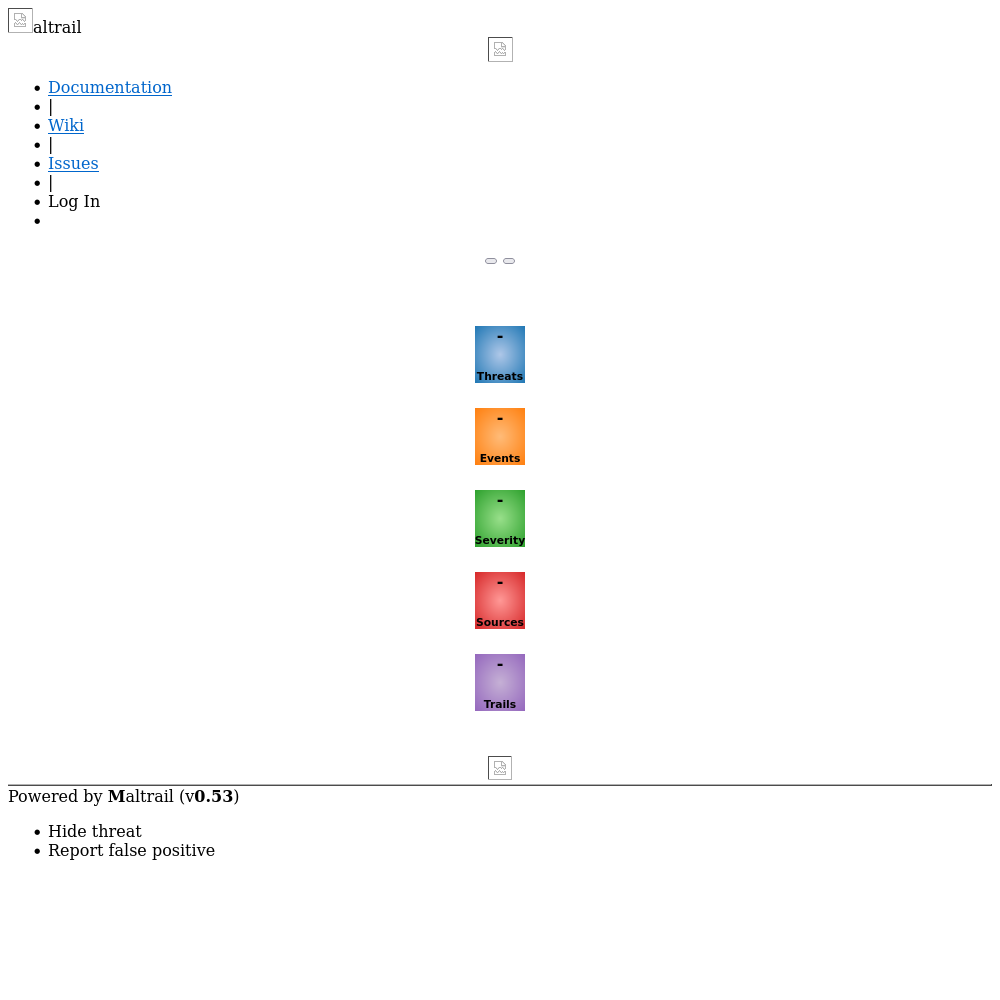 altrail
Documentation
|
Wiki
|
Issues
|
Log In
-
Threats
-
Events
-
Severity
-
Sources
-
Trails
Powered by Maltrail (v0.53)
Hide threat
Report false positive